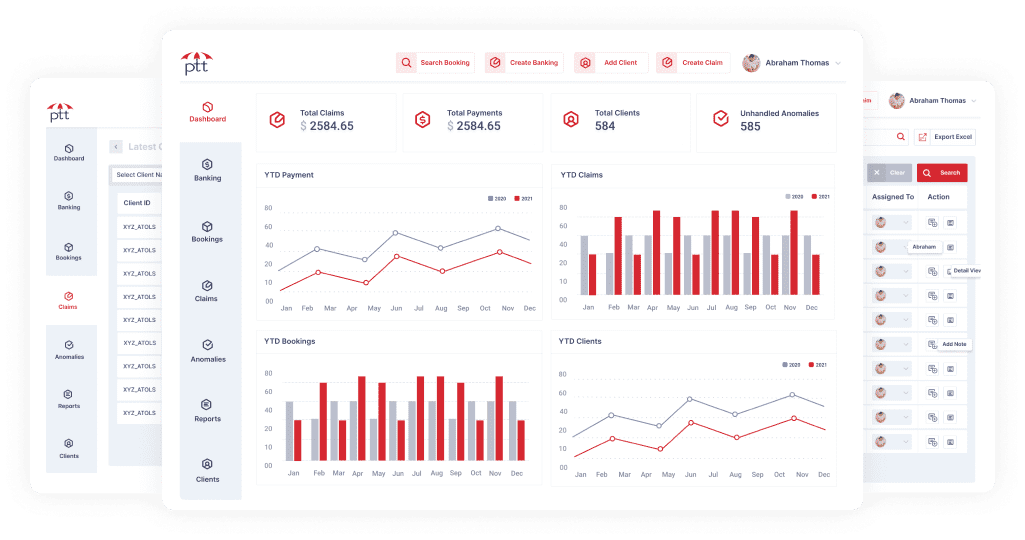 ptt
Search Booking
Create Banking
Add Client
Create Claim
Abraham Thomas
Dashboard
Banking
Bookings
Claims
Anomalies
Reports
Clients
Total Claims
$ 2584.65
Total Payments
$ 2584.65
Total Clients
584
Unhandled Anomalies
585
YTD Payment
2020 2021
80
60
40
20
10
00
Jan Feb Mar Apr May Jun Jul Aug Sep Oct Nov Dec
YTD Claims
2020 2021
80
60
40
20
10
00
Jan Feb Mar Apr May Jun Jul Aug Sep Oct Nov Dec
YTD Bookings
80
60
40
20
10
00
Jan Feb Mar Apr May Jun Jul Aug Sep Oct Nov Dec
YTD Clients
2020 2021
80
60
40
20
10
00
Jan Feb Mar Apr May Jun Jul Aug Sep Oct Nov Dec
ptt
Dashboard
Banking
Bookings
Claims
Anomalies
Reports
Clients
Latest
Select Client
Client ID
XYZ_ATOLS
XYZ_ATOLS
XYZ_ATOLS
XYZ_ATOLS
XYZ_ATOLS
XYZ_ATOLS
XYZ_ATOLS
XYZ_ATOLS
XYZ_ATOLS
Abraham Thomas
Export Excel
Clear
Search
Assigned To Action
Abraham
Detail View
Add Note